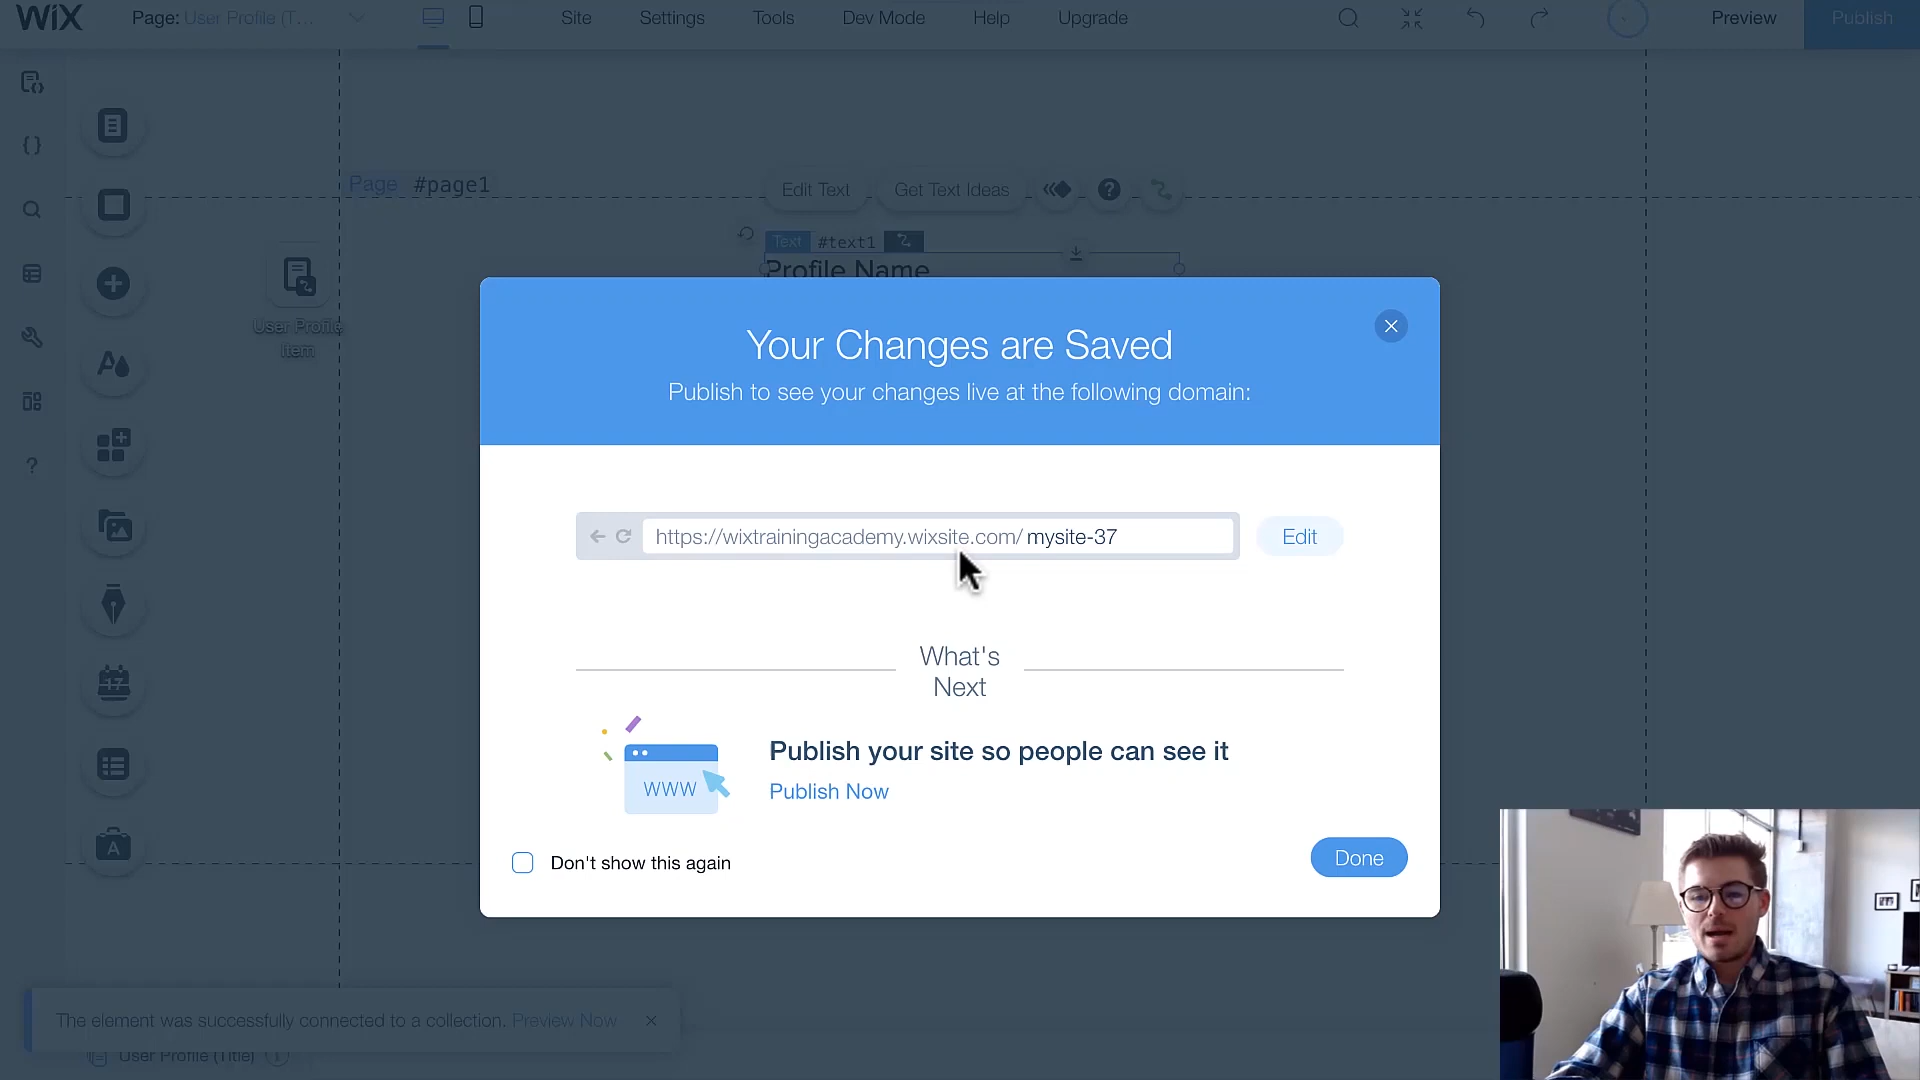 WiX
Page: User Profile (T...
Site
Settings
Tools
Dev Mode
Help
Upgrade
Preview
Publish
Page #page1
Edit Text
Get Text Ideas
?
Text #text1
Profile Name
User Profile
Item
Your Changes are Saved
Publish to see your changes live at the following domain:
https://wixtrainingacademy.wixsite.com/ mysite-37
Edit
What's
Next
WWW
Publish your site so people can see it
Publish Now
Don't show this again
Done
17
A
A
?
The element was successfully connected to a collection. Preview Now
User Profile (Title)